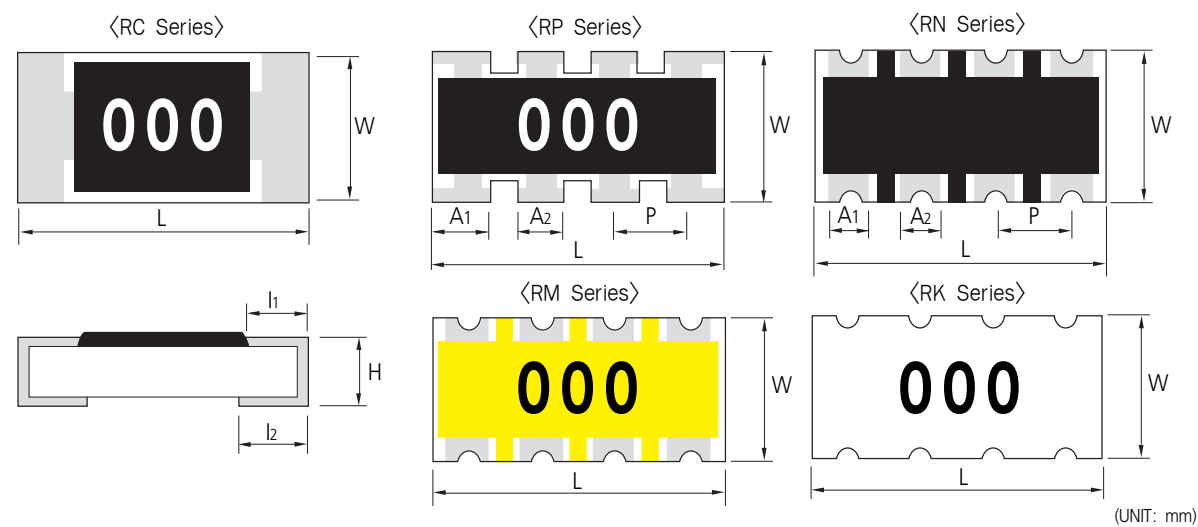 〈RC Series〉
000
W
L
l1
H
l2
〈RP Series〉
000
W
A1 A2 P
L
〈RN Series〉
W
A1 A2 P
L
〈RM Series〉
000
W
L
〈RK Series〉
000
W
L
(UNIT: mm)